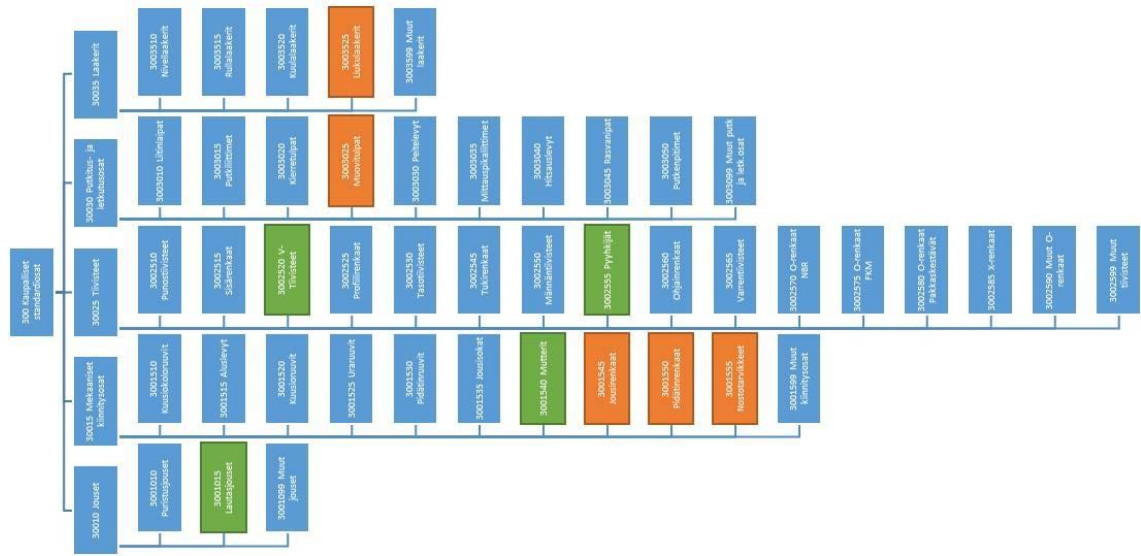 300 Kaupalliset
standardiosat
30010 Jouset
3001010
Puristusjouset
3001015
Lautasjouset
3001099 Muut
jouset
30015 Mekaaniset
kiinnitysosat
3001510
Kuusiokoloruuvit
3001515 Aluslevyt
3001520
Kuusioruuvit
3001525 Uraruuvit
3001530
Pidätinruuvit
3001535 Jousisokat
3001540 Mutterit
3001545
Jousirenkaat
3001550
Pidätinrenkaat
3001555
Nostotarvikkeet
3001599 Muut
kiinnitysosat
30025 Tiivisteet
3002510
Punostiivisteet
3002515
Sisärenkaat
3002520 V-
Tiivisteet
3002525
Profiilirenkaat
3002530
Tasotiivisteet
3002545
Tukirenkaat
3002550
Männäntiivisteet
3002555 Pyyhkijät
3002560
Ohjainrenkaat
3002565
Varrentiivisteet
3002570 O-renkaat
NBR
3002575 O-renkaat
FKM
3002580 O-renkaat
Pakkaskestävät
3002585 X-renkaat
3002590 Muut O-
renkaat
3002599 Muut
tiivisteet
30030 Putkitus- ja
letkutusosat
3003010 Liitinlaipat
3003015
Putkiliittimet
3003020
Kierretulpat
3003025
Muovitulpat
3003030 Peitelevyt
3003035
Mittauspikaliittimet
3003040
Hitsauslevyt
3003045 Rasvanipat
3003050
Putkenpitimet
3003099 Muut putk
ja letk.osat
30035 Laakerit
3003510
Nivellaakerit
3003515
Rullalaakerit
3003520
Kuulalaakerit
3003525
Liukulaakerit
3003599 Muut
laakerit